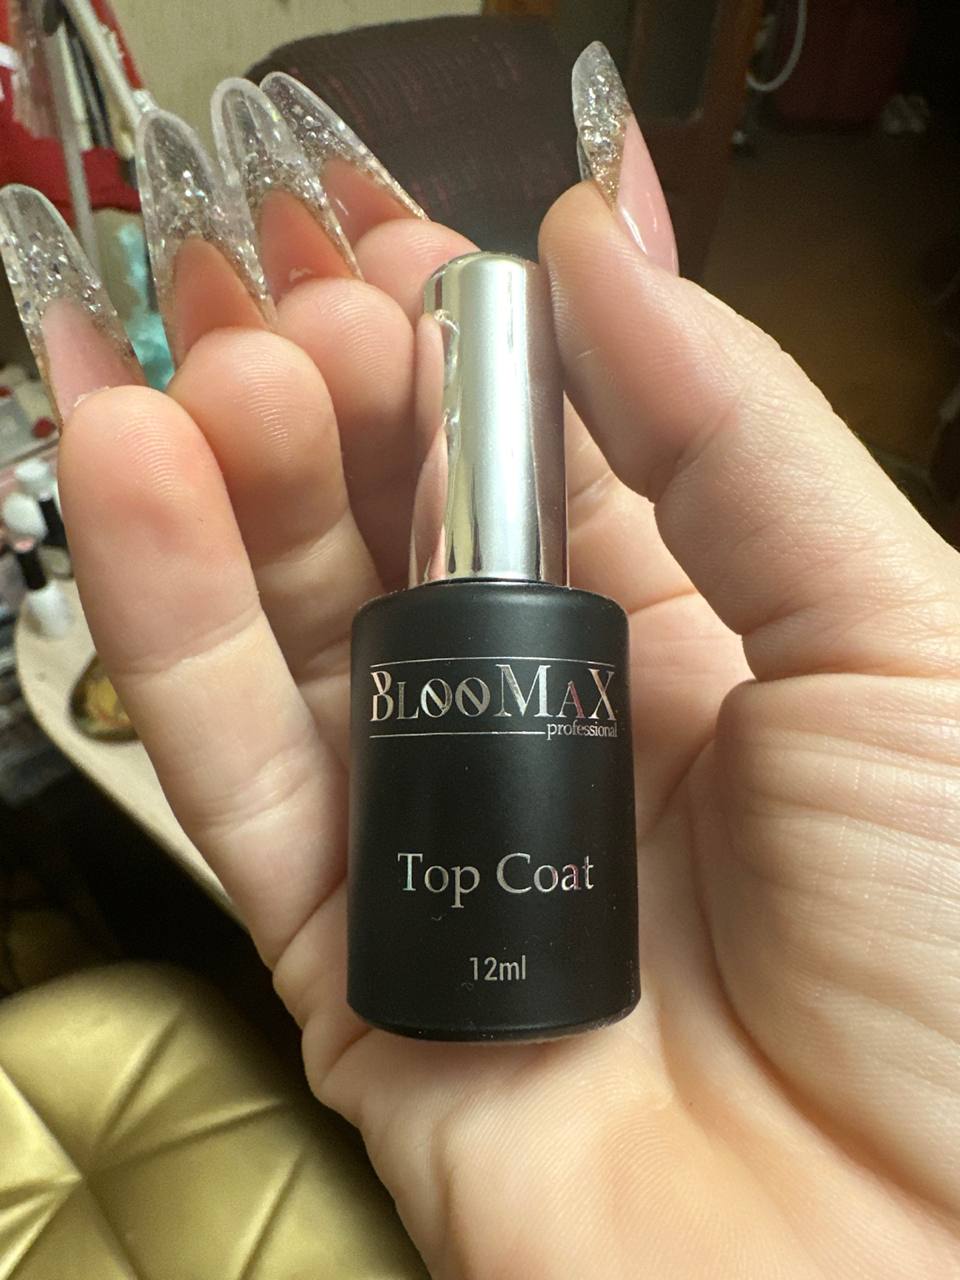 BLOOMAX
professional
Top Coat
12ml